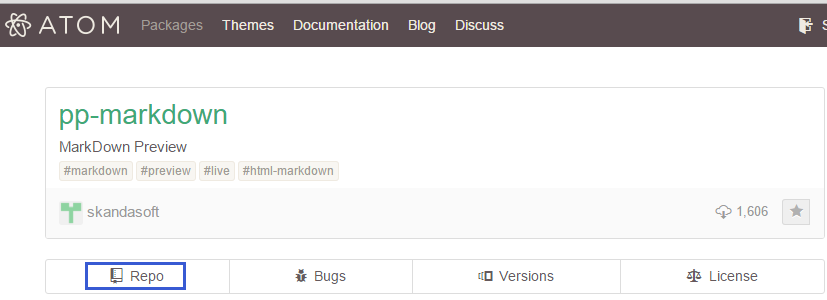 ATOM Packages Themes Documentation Blog Discuss
pp-markdown
MarkDown Preview
#markdown #preview #live #html-markdown
skandasoft 1,606
Repo Bugs Versions License